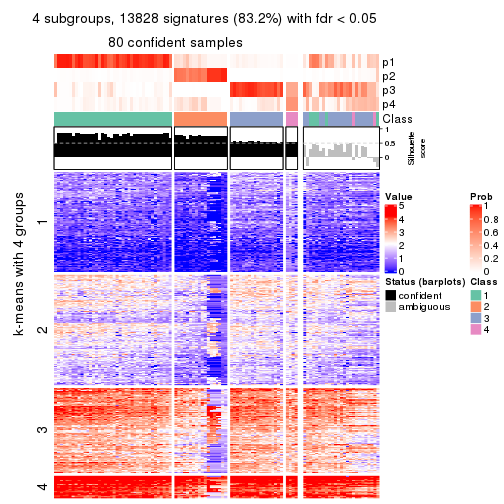 4 subgroups, 13828 signatures (83.2%) with fdr < 0.05
80 confident samples
p1
p2
p3
p4
Class
1
0.5
0
Silhouette
score
k-means with 4 groups
1
2
3
4
Value
5
4
3
2
1
0
Prob
1
0.8
0.6
0.4
0.2
0
Status (barplots)
confident
ambiguous
Class
1
2
3
4